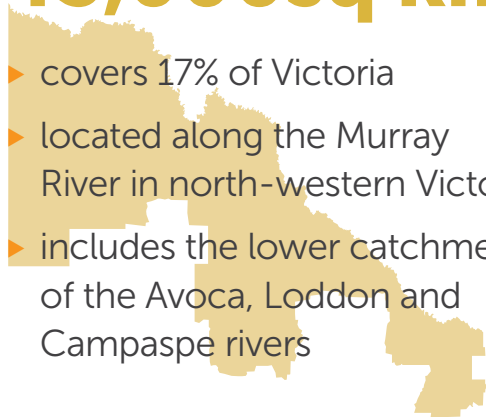 covers 17% of Victoria
located along the Murray
River in north-western
includes the lower
of the Avoca, Loddon and
Campaspe rivers